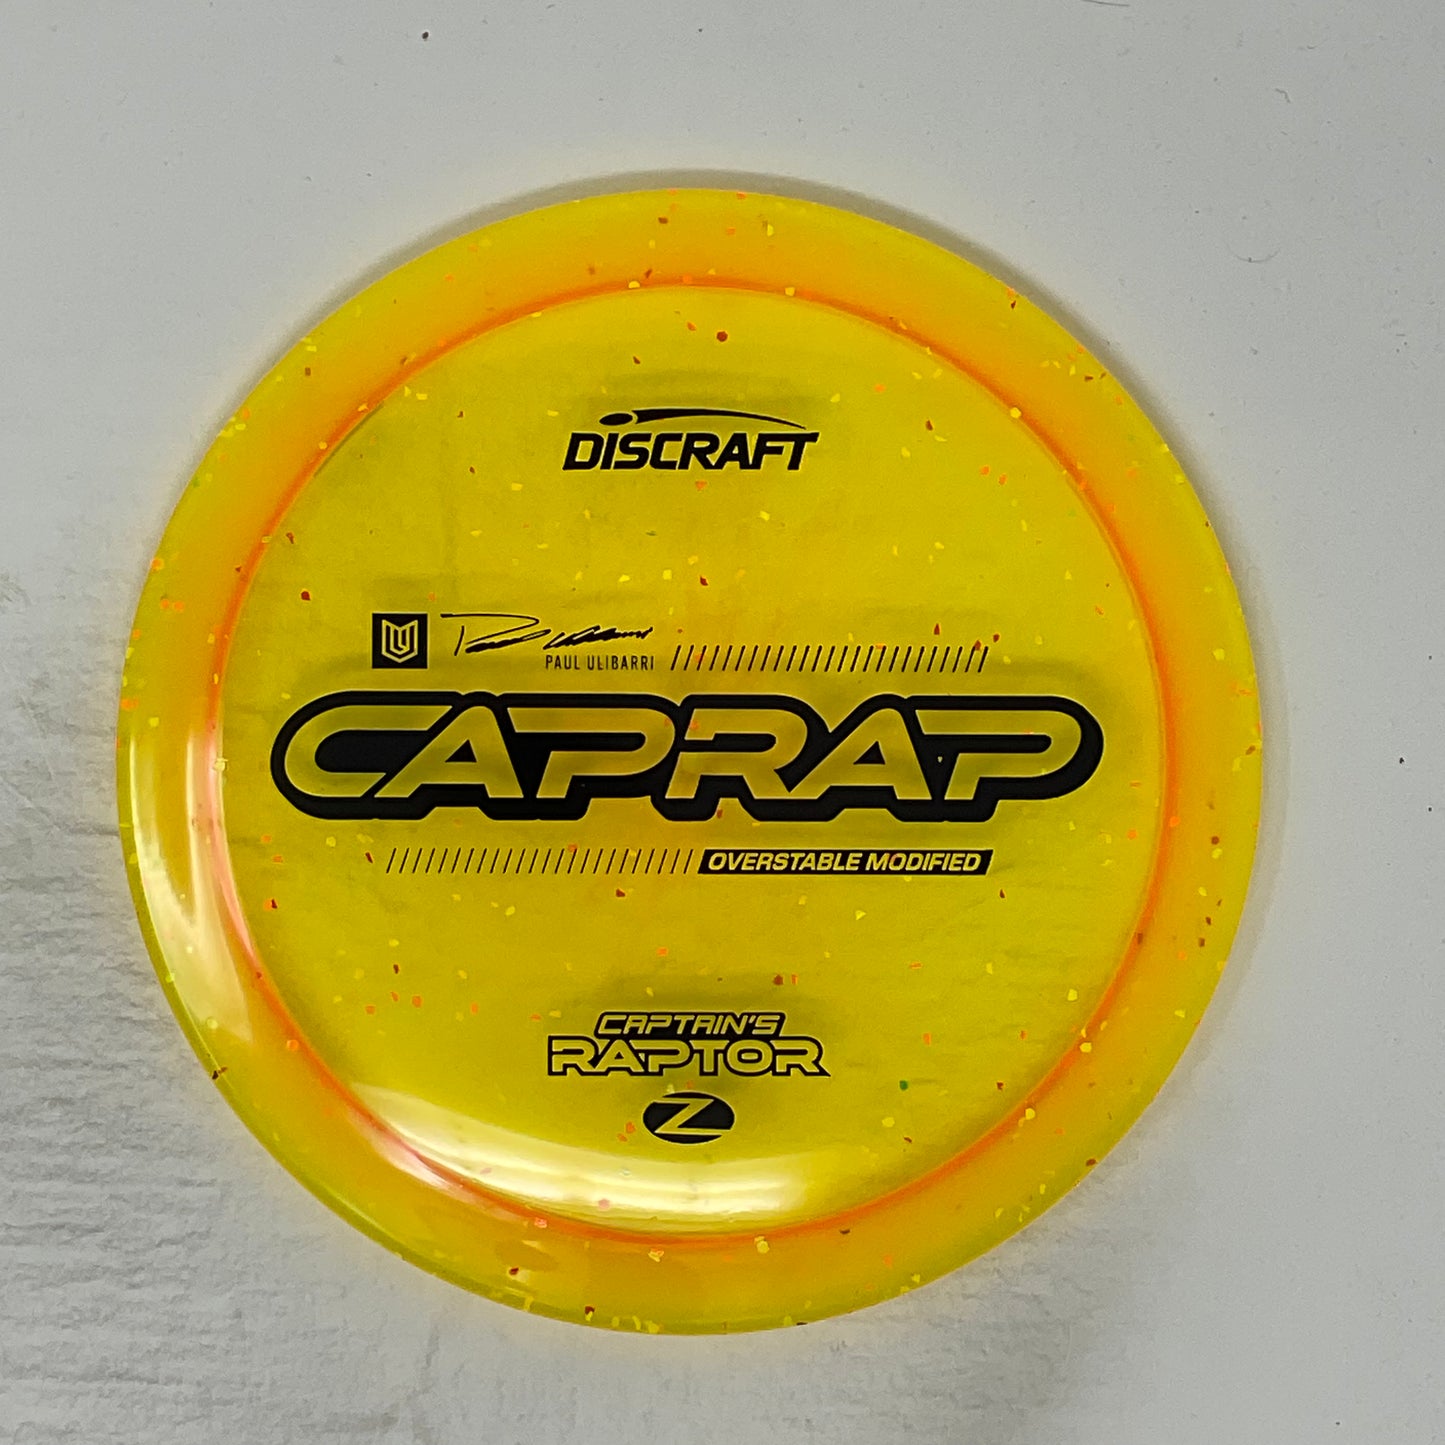 DISCRAFT
PAUL ULIBARRI
CAPRAP
OVERSTABLE MODIFIED
CAPTAIN'S
RAPTOR
Z